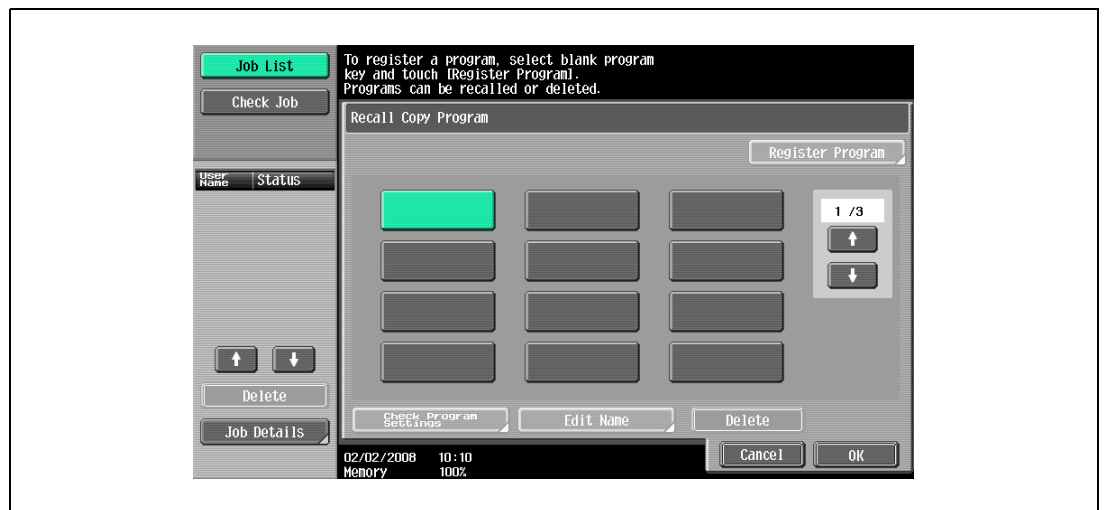 Job List
Check Job
User
Name
Status
Delete
Job Details
To register a program, select blank program
key and touch [Register Program].
Programs can be recalled or deleted.
Recall Copy Program
Register Program
1 /3
Check Program
Settings
Edit Name
Delete
02/02/2008 10:10
Memory 100%
Cancel
OK